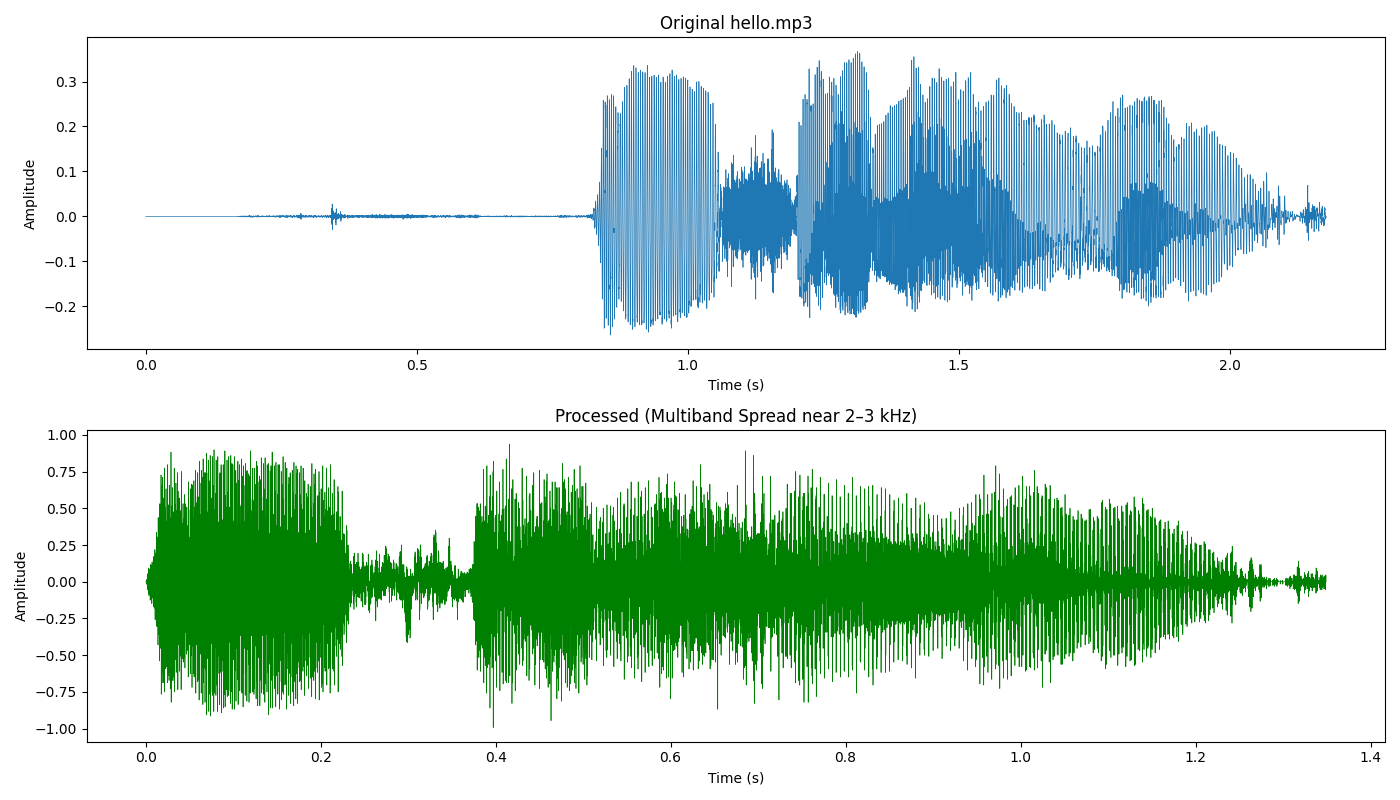 Original hello.mp3
0.3
0.2
0.1
0.0
−0.1
−0.2
Amplitude
0.0 0.5 1.0 1.5 2.0
Time (s)
Processed (Multiband Spread near 2–3 kHz)
1.00
0.75
0.50
0.25
0.00
−0.25
−0.50
−0.75
−1.00
Amplitude
0.0 0.2 0.4 0.6 0.8 1.0 1.2 1.4
Time (s)